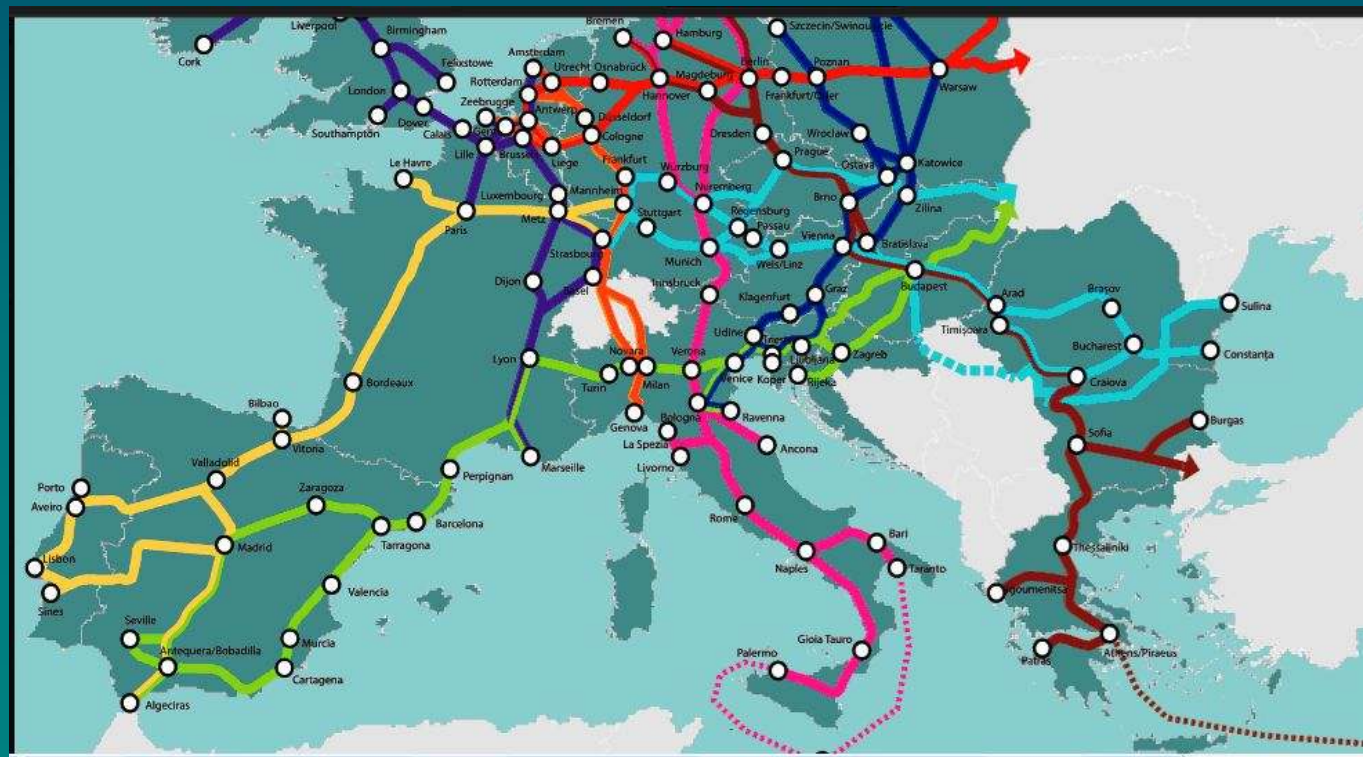 Liverpool
Birmingham
Cork
Felixstowe
London
Southampton
Dover
Calais
Lille
Le Havre
Paris
Amsterdam
Rotterdam
Zeebrugge
Antwerp
Brussels
Utrecht
Osnabrück
Düsseldorf
Cologne
Liège
Bremen
Hamburg
Hannover
Magdeburg
Berlin
Frankfurt/Oder
Szczecin/Swinoujscie
Poznan
Warsaw
Wroclaw
Dresden
Prague
Ostava
Katowice
Zilina
Brno
Bratislava
Vienna
Frankfurt
Würzburg
Nuremberg
Luxembourg
Mannheim
Metz
Stuttgart
Regensburg
Passau
Strasbourg
Munich
Wels/Linz
Dijon
Basel
Innsbruck
Klagenfurt
Graz
Budapest
Arad
Timișoara
Brașov
Bucharest
Sulina
Constanța
Craiova
Udine
Ljubljana
Zagreb
Lyon
Turin
Novara
Milan
Verona
Venice
Koper
Rijeka
Bordeaux
Genova
Bologna
Ravenna
La Spezia
Livorno
Ancona
Bilbao
Vitoria
Valladolid
Porto
Aveiro
Zaragoza
Perpignan
Marseille
Barcelona
Tarragona
Madrid
Lisbon
Sines
Valencia
Seville
Antequera/Bobadilla
Murcia
Cartagena
Algeciras
Rome
Naples
Bari
Taranto
Gioia Tauro
Palermo
Sofia
Burgas
Thessaliniki
Igoumenitsa
Patras
Athens/Piraeus